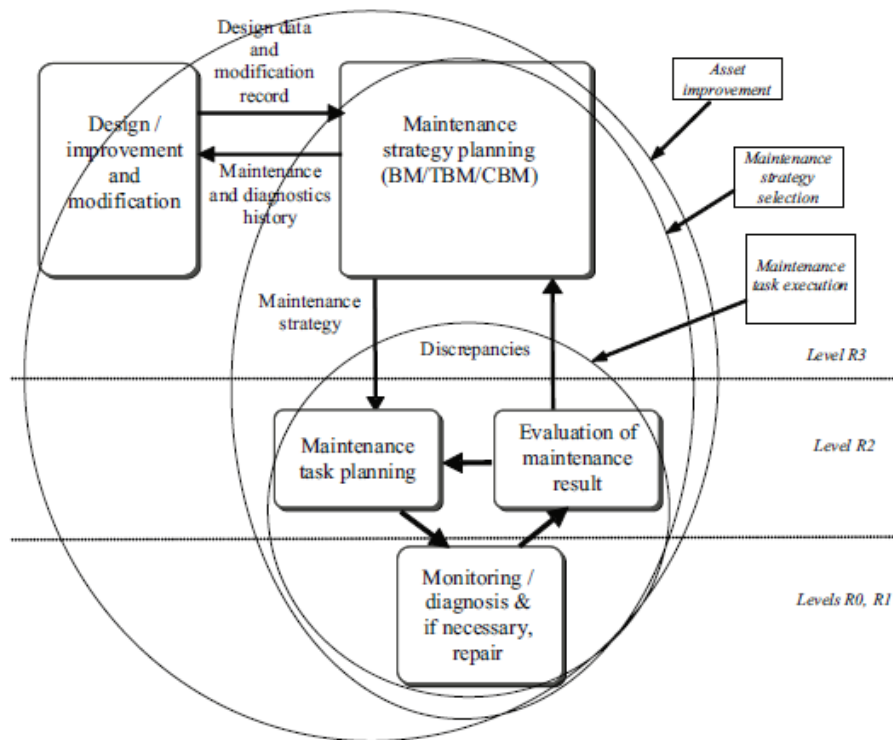 Design data
and
modification
record
Asset
improvement
Design /
improvement
and
modification
Maintenance
strategy planning
(BM/TBM/CBM)
Maintenance
and diagnostics
history
Maintenance
strategy
selection
Maintenance
task execution
Maintenance
strategy
Discrepancies
Level R3
Maintenance
task planning
Evaluation of
maintenance
result
Level R2
Monitoring /
diagnosis &
if necessary,
repair
Levels R0, R1